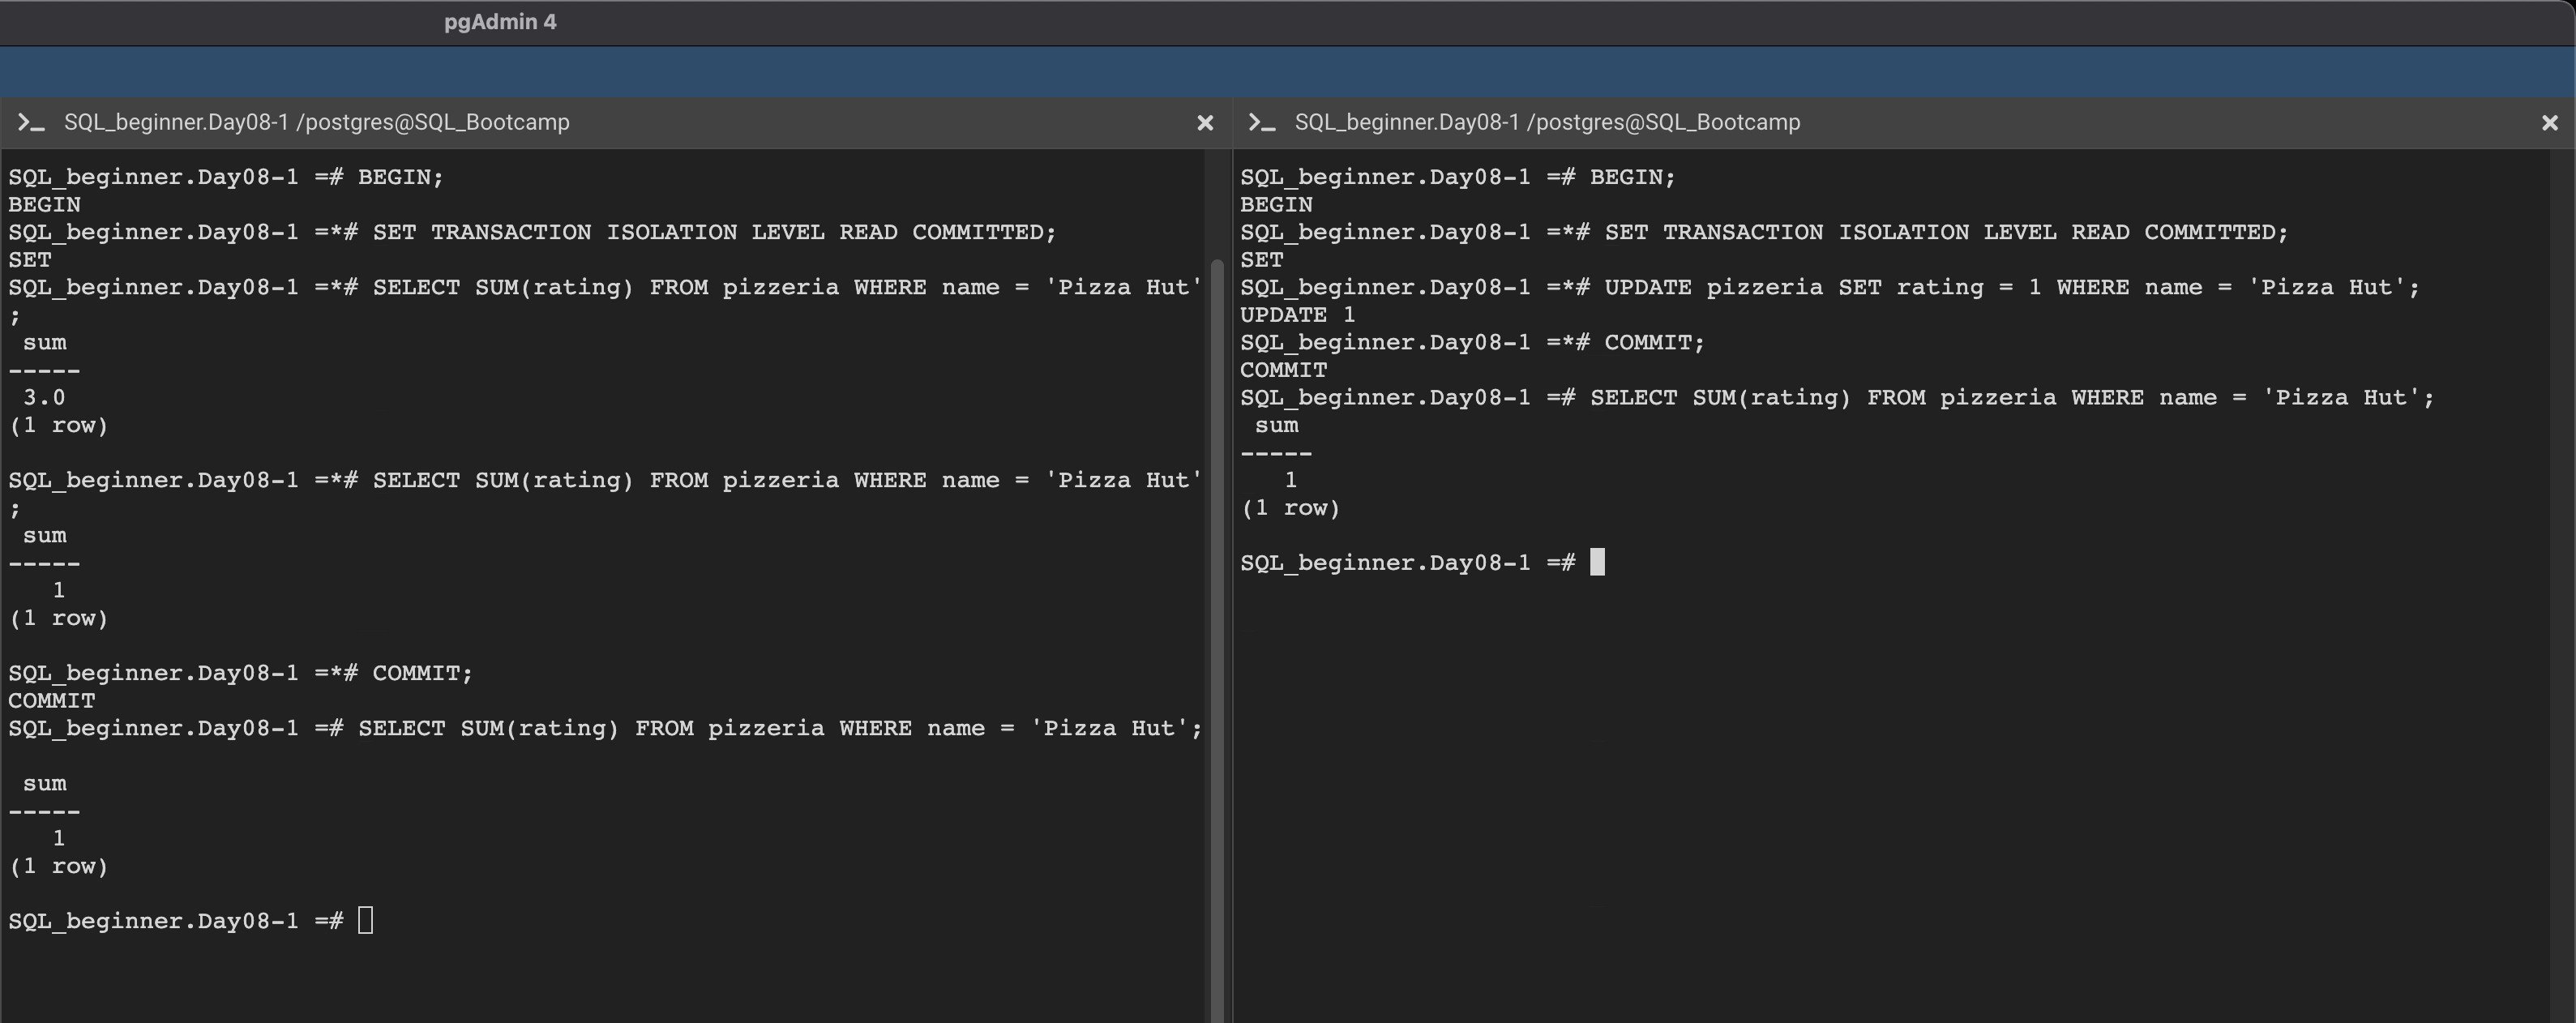 pgAdmin 4
SQL_beginner.Day08-1 /postgres@SQL_Bootcamp
SQL_beginner.Day08-1 =# BEGIN;
BEGIN
SQL_beginner.Day08-1 =*# SET TRANSACTION ISOLATION LEVEL READ COMMITTED;
SET
SQL_beginner.Day08-1 =*# SELECT SUM(rating) FROM pizzeria WHERE name = 'Pizza Hut'
;
sum
-----
3.0
(1 row)
SQL_beginner.Day08-1 =*# SELECT SUM(rating) FROM pizzeria WHERE name = 'Pizza Hut'
;
sum
-----
1
(1 row)
SQL_beginner.Day08-1 =*# COMMIT;
COMMIT
SQL_beginner.Day08-1 =# SELECT SUM(rating) FROM pizzeria WHERE name = 'Pizza Hut';
sum
-----
1
(1 row)
SQL_beginner.Day08-1 =#
SQL_beginner.Day08-1 /postgres@SQL_Bootcamp
SQL_beginner.Day08-1 =# BEGIN;
BEGIN
SQL_beginner.Day08-1 =*# SET TRANSACTION ISOLATION LEVEL READ COMMITTED;
SET
SQL_beginner.Day08-1 =*# UPDATE pizzeria SET rating = 1 WHERE name = 'Pizza Hut';
UPDATE 1
SQL_beginner.Day08-1 =*# COMMIT;
COMMIT
SQL_beginner.Day08-1 =# SELECT SUM(rating) FROM pizzeria WHERE name = 'Pizza Hut';
sum
-----
1
(1 row)
SQL_beginner.Day08-1 =#